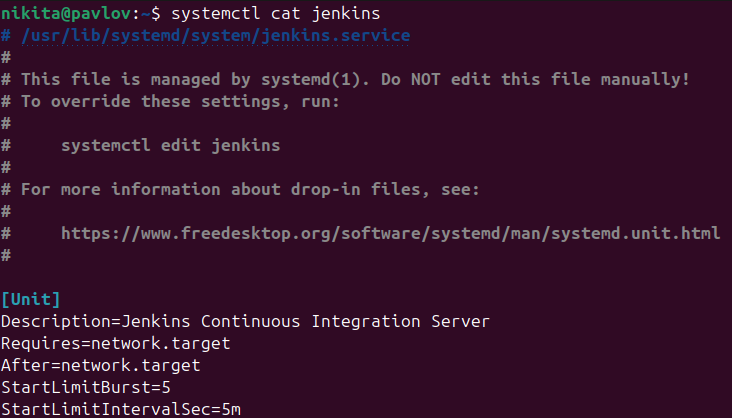 nikita@pavlov:~$ systemctl cat jenkins
# /usr/lib/systemd/system/jenkins.service
#
# This file is managed by systemd(1). Do NOT edit this file manually!
# To override these settings, run:
#
#     systemctl edit jenkins
#
# For more information about drop-in files, see:
#
#     https://www.freedesktop.org/software/systemd/man/systemd.unit.html
#

[Unit]
Description=Jenkins Continuous Integration Server
Requires=network.target
After=network.target
StartLimitBurst=5
StartLimitIntervalSec=5m